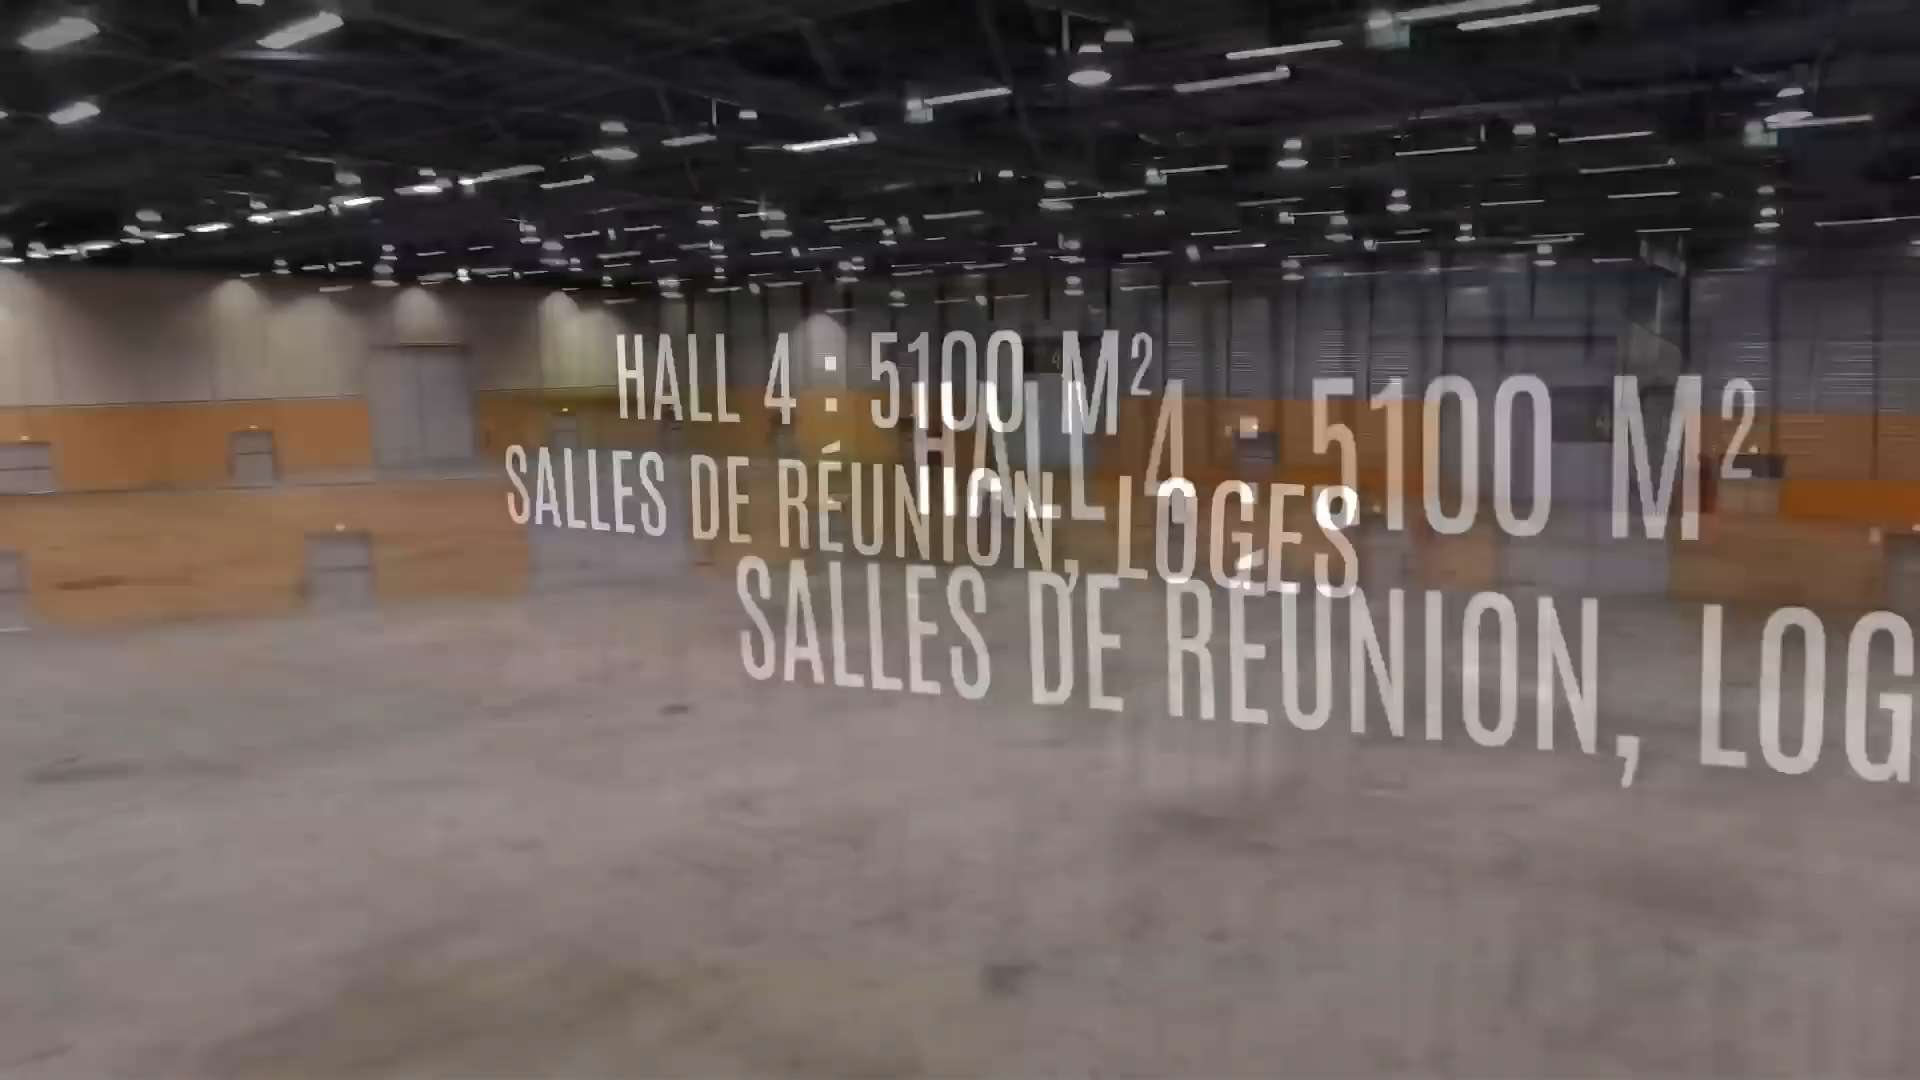 HALL 4 : 5100 M²
SALLES DE RÉUNION, LOGES
HALL 4 : 5100 M²
SALLES DE RÉUNION, LOG